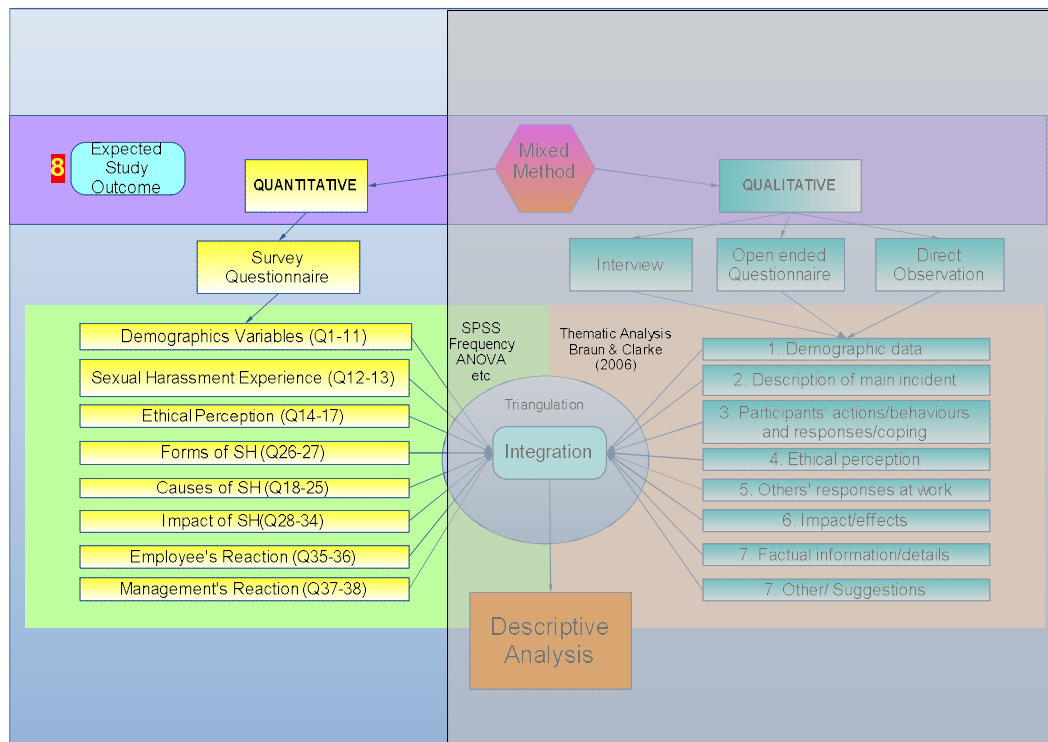 8
Expected
Study
Outcome
QUANTITATIVE
Mixed
Method
QUALITATIVE
Survey
Questionnaire
Interview
Open ended
Questionnaire
Direct
Observation
Demographics Variables (Q1-11)
Sexual Harassment Experience (Q12-13)
Ethical Perception (Q14-17)
Forms of SH (Q26-27)
Causes of SH (Q18-25)
Impact of SH(Q28-34)
Employee's Reaction (Q35-36)
Management's Reaction (Q37-38)
SPSS
Frequency
ANOVA
etc
Thematic Analysis
Braun & Clarke
(2006)
Triangulation
Integration
1. Demographic data
2. Description of main incident
3. Participants' actions/behaviours
and responses/coping
4. Ethical perception
5. Others' responses at work
6. Impact/effects
7. Factual information/details
7. Other/ Suggestions
Descriptive
Analysis